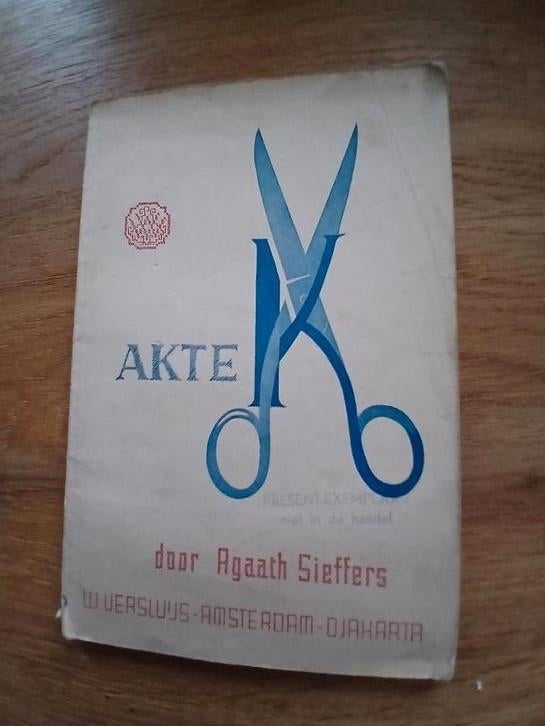 AKTE K
PRESENT-EXEMPLAAR
niet in de handel
door Agaath Sieffers
W. VERSLUYS-AMSTERDAM-DJAKARTA